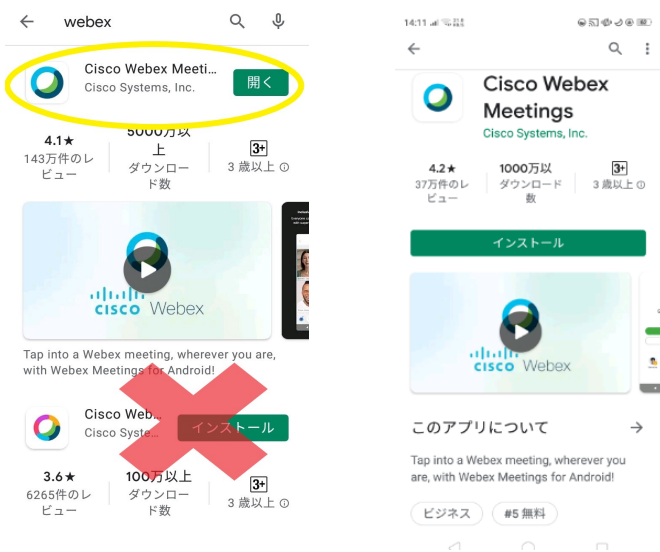 webex
Cisco Webex Meeti...
Cisco Systems, Inc.
開く
4.1★
143万件のレ
ビュー
5000万以
上
ダウンロー
ド数
3+
3 歳以上
CISCO Webex
Tap into a Webex meeting, wherever you are,
with Webex Meetings for Android!
Cisco Web...
Cisco Syste...
インストール
3.6★
6265件のレ
ビュー
100万以上
ダウンロー
ド数
3+
3 歳以上
14:11
Cisco Webex
Meetings
Cisco Systems, Inc.
4.2★
37万件のレ
ビュー
1000万以
ダウンロード
数
3+
3 歳以上
インストール
CISCO Webex
このアプリについて
Tap into a Webex meeting, wherever you
are, with Webex Meetings for Android!
ビジネス
#5 無料